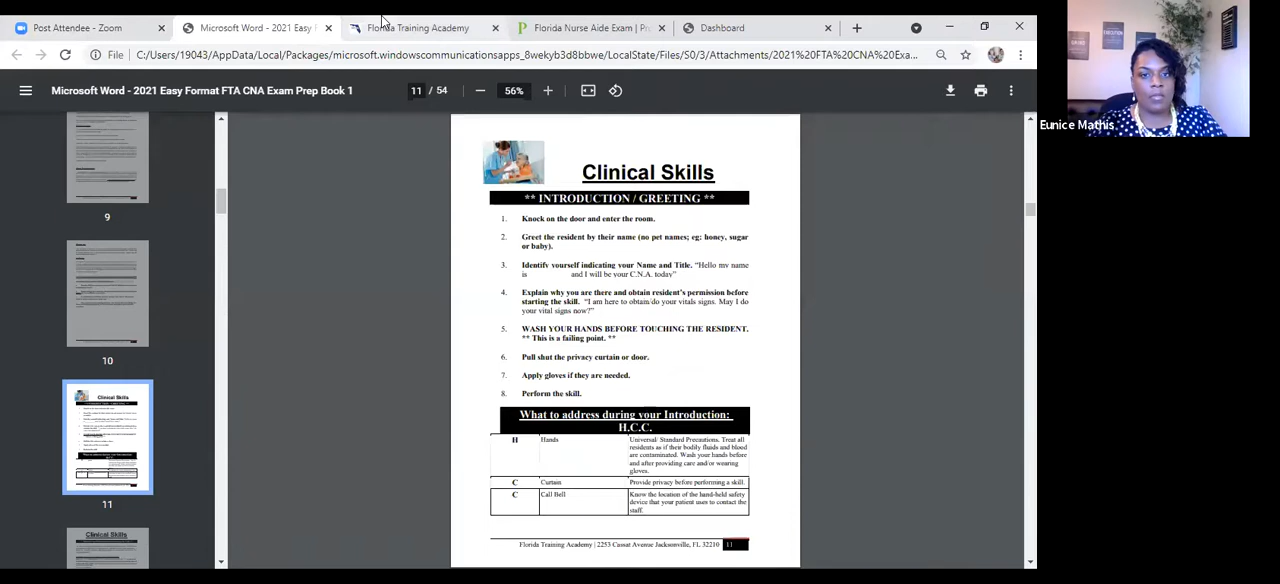 Post Attendee - Zoom
Microsoft Word - 2021 Easy
Florida Training Academy
Florida Nurse Aide Exam | Pr
Dashboard
File
C:/Users/19043/AppData/Local/Packages/microsoft.windowscommunicationsapps_8wekyb3d8bbwe/LocalState/Files/S0/3/Attachments/2021%20FTA%20CNA%20Exa...
Microsoft Word - 2021 Easy Format FTA CNA Exam Prep Book 1
11 / 54
56%
Eunice Mathis
9
10
11
Clinical Skills
Clinical Skills
Clinical Skills
** INTRODUCTION / GREETING **
1. Knock on the door and enter the room.
2. Greet the resident by their name (no pet names; eg: honey, sugar
or baby).
3. Identify yourself indicating your Name and Title. "Hello my name
is and I will be your C.N.A. today"
4. Explain why you are there and obtain resident's permission before
starting the skill. "I am here to obtain/do your vitals signs. May I do
your vital signs now?"
5. WASH YOUR HANDS BEFORE TOUCHING THE RESIDENT.
** This is a failing point. **
6. Pull shut the privacy curtain or door.
7. Apply gloves if they are needed.
8. Perform the skill.
What to address during your Introduction:
H.C.C.
H Hands Universal/ Standard Precautions. Treat all
residents as if their bodily fluids and blood
are contaminated. Wash your hands before
and after providing care and/or wearing
gloves.
C Curtain Provide privacy before performing a skill.
C Call Bell Know the location of the hand-held safety
device that your patient uses to contact the
staff.
Florida Training Academy | 2253 Cassat Avenue Jacksonville, FL 32210 11